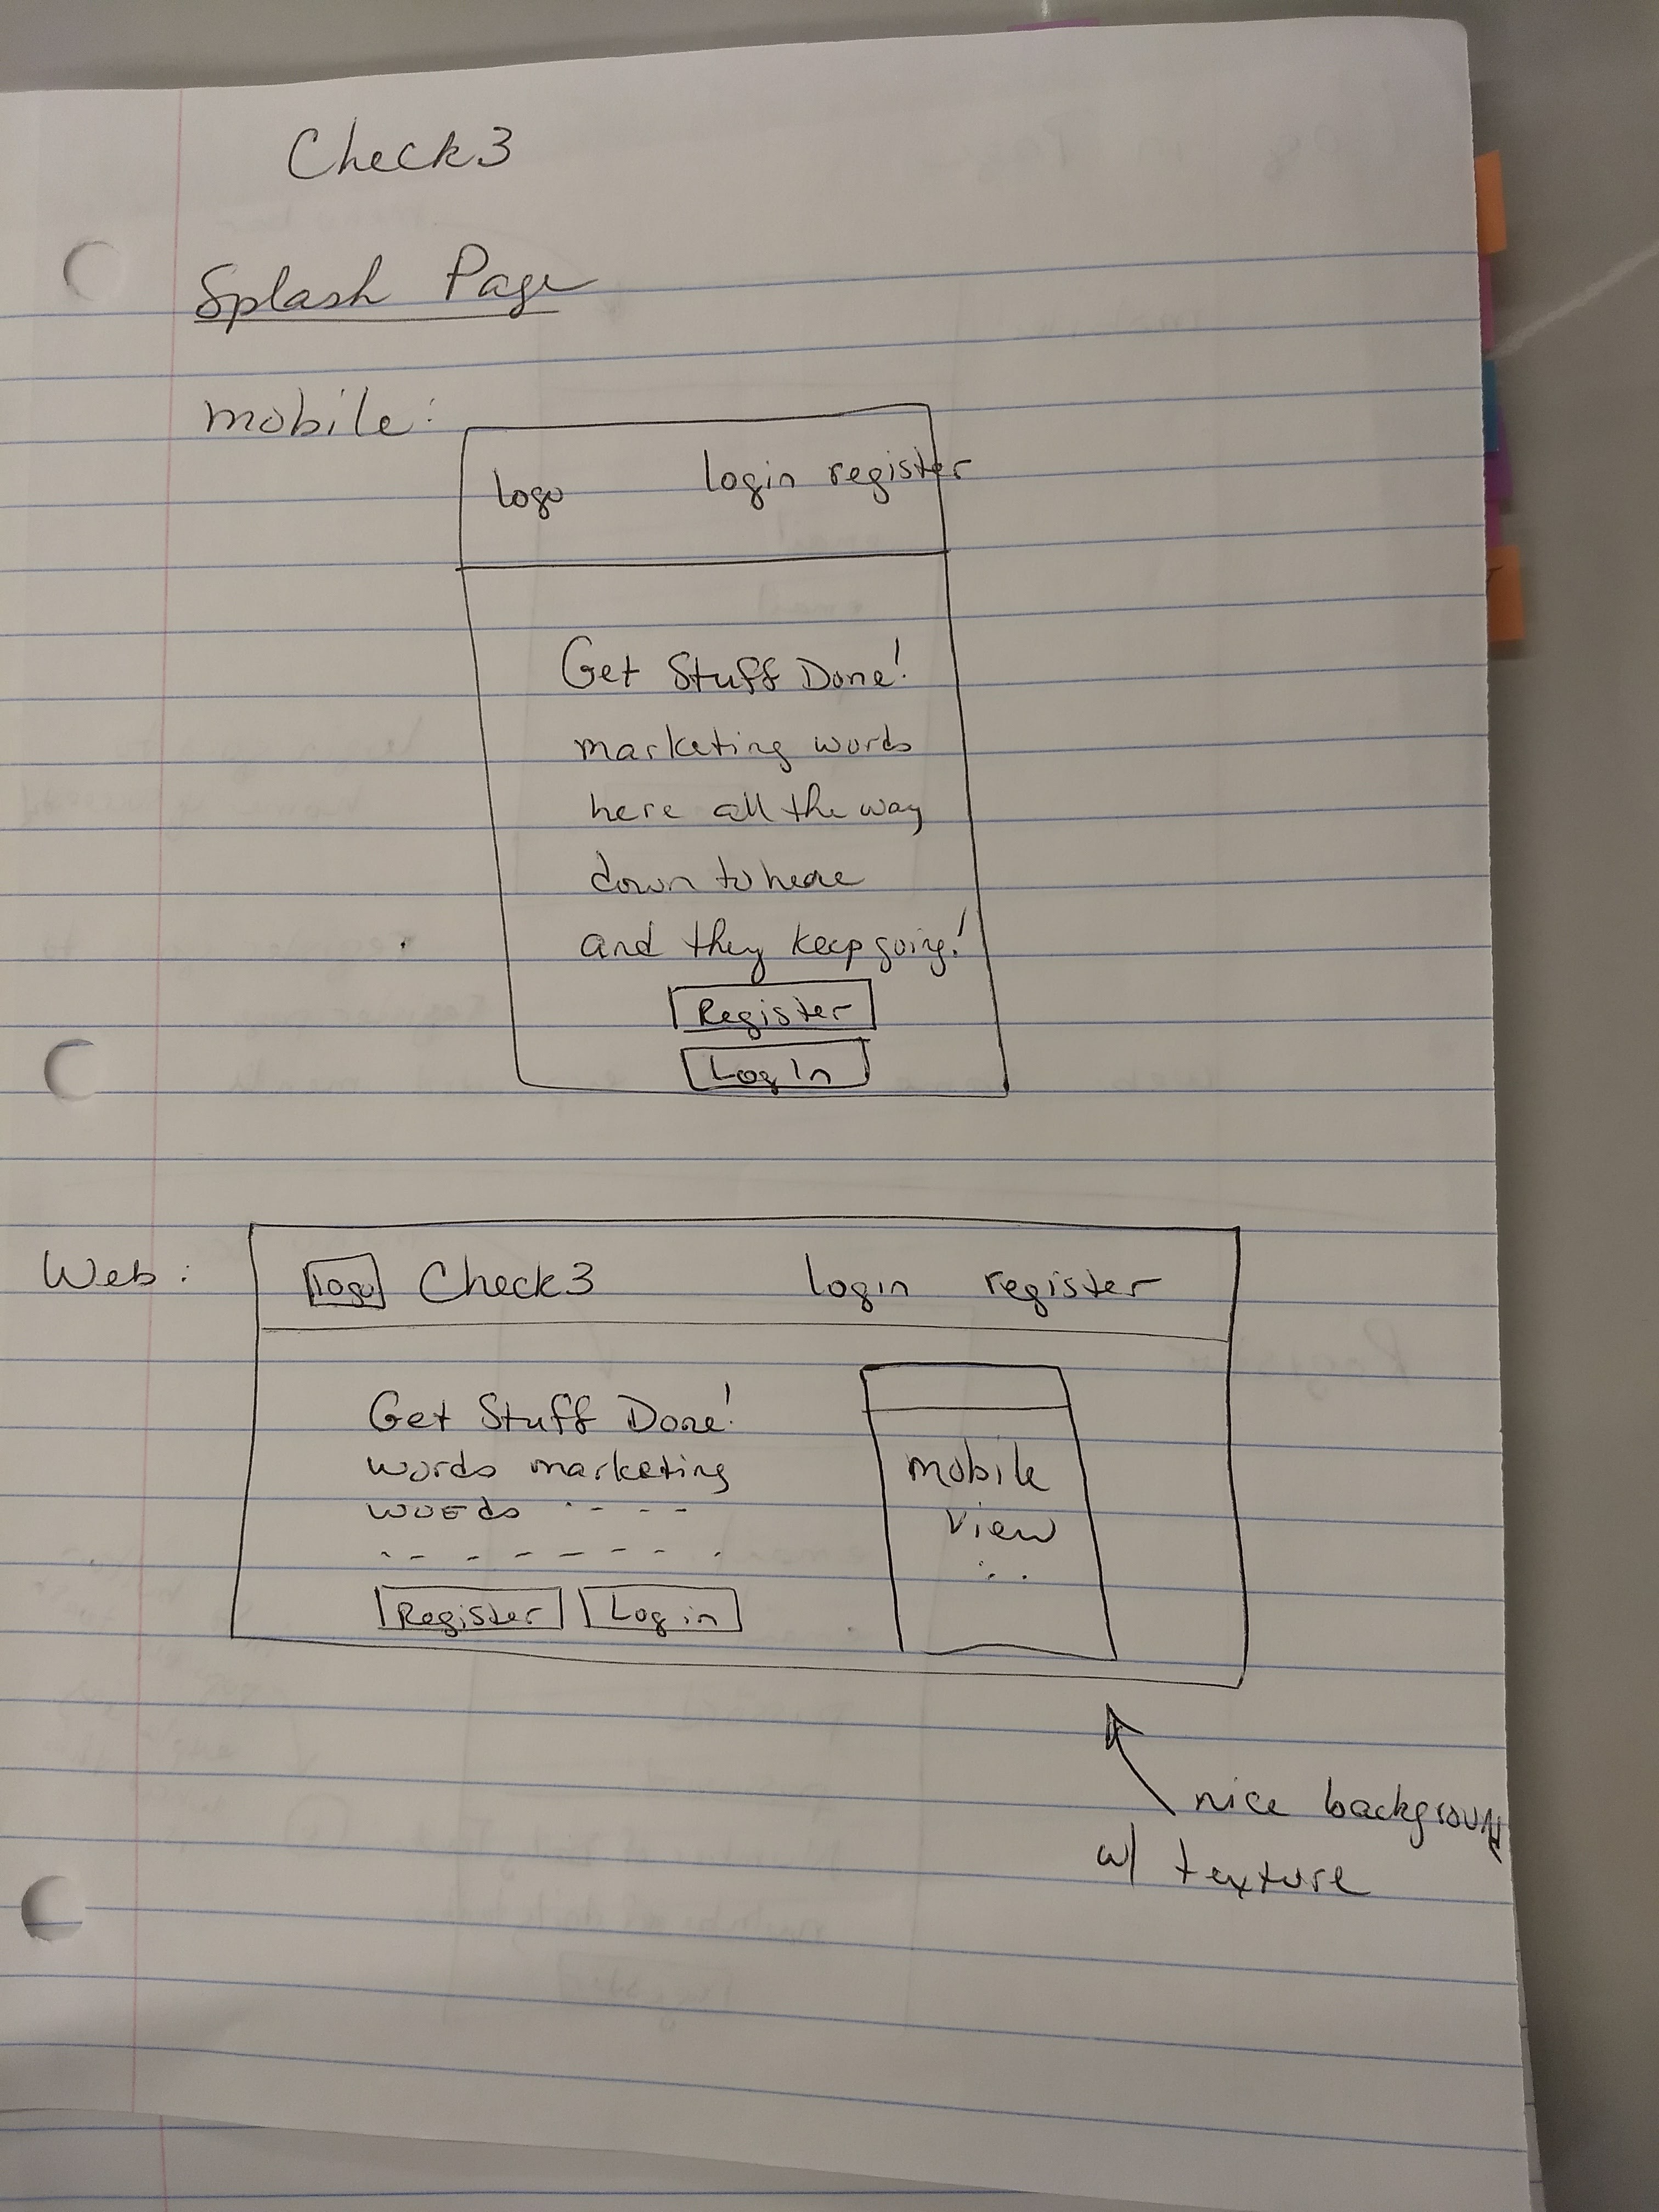 Check3
Splash Page
mobile:
logo login register
Get Stuff Done!
marketing words
here all the way
down to here
and they keep going!
Register
Log In
Web:
logo Check3 login register
Get Stuff Done!
words marketing
words
Register Log in
mobile
view
nice background
w/ texture